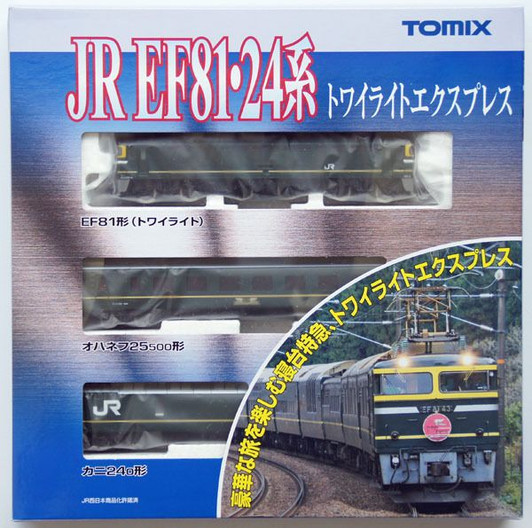 TOMIX
JR EF81・24系
トワイライトエクスプレス
JR
EF81形(トワイライト)
オハネフ25500形
JR
カニ240形
豪華な旅を楽しむ寝台特急、トワイライトエクスプレス
JR西日本商品化許諾済